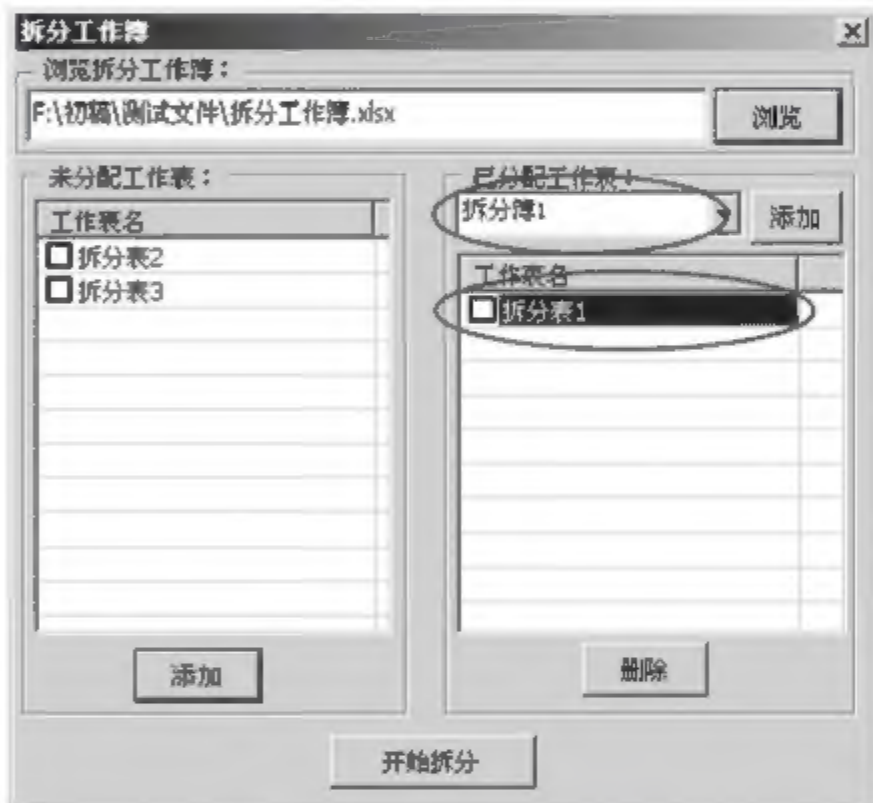 拆分工作簿
浏览拆分工作簿：
F:\初稿\测试文件\拆分工作簿.xlsx
浏览
未分配工作表：
工作表名
拆分表2
拆分表3
添加
已分配工作表：
拆分簿1
添加
工作表名
拆分表1
删除
开始拆分